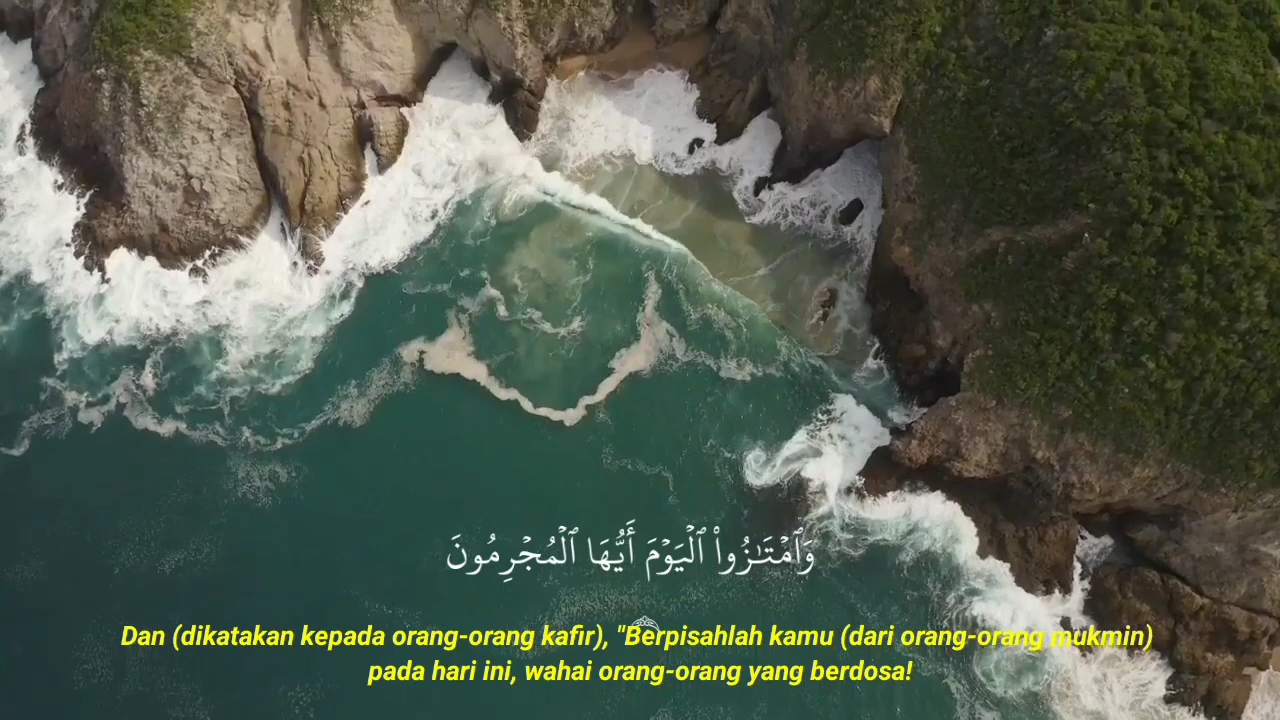 وَٱمْتَـٰزُوا۟ ٱلْيَوْمَ أَيُّهَا ٱلْمُجْرِمُونَ
Dan (dikatakan kepada orang-orang kafir), "Berpisahlah kamu (dari orang-orang mukmin)
pada hari ini, wahai orang-orang yang berdosa!